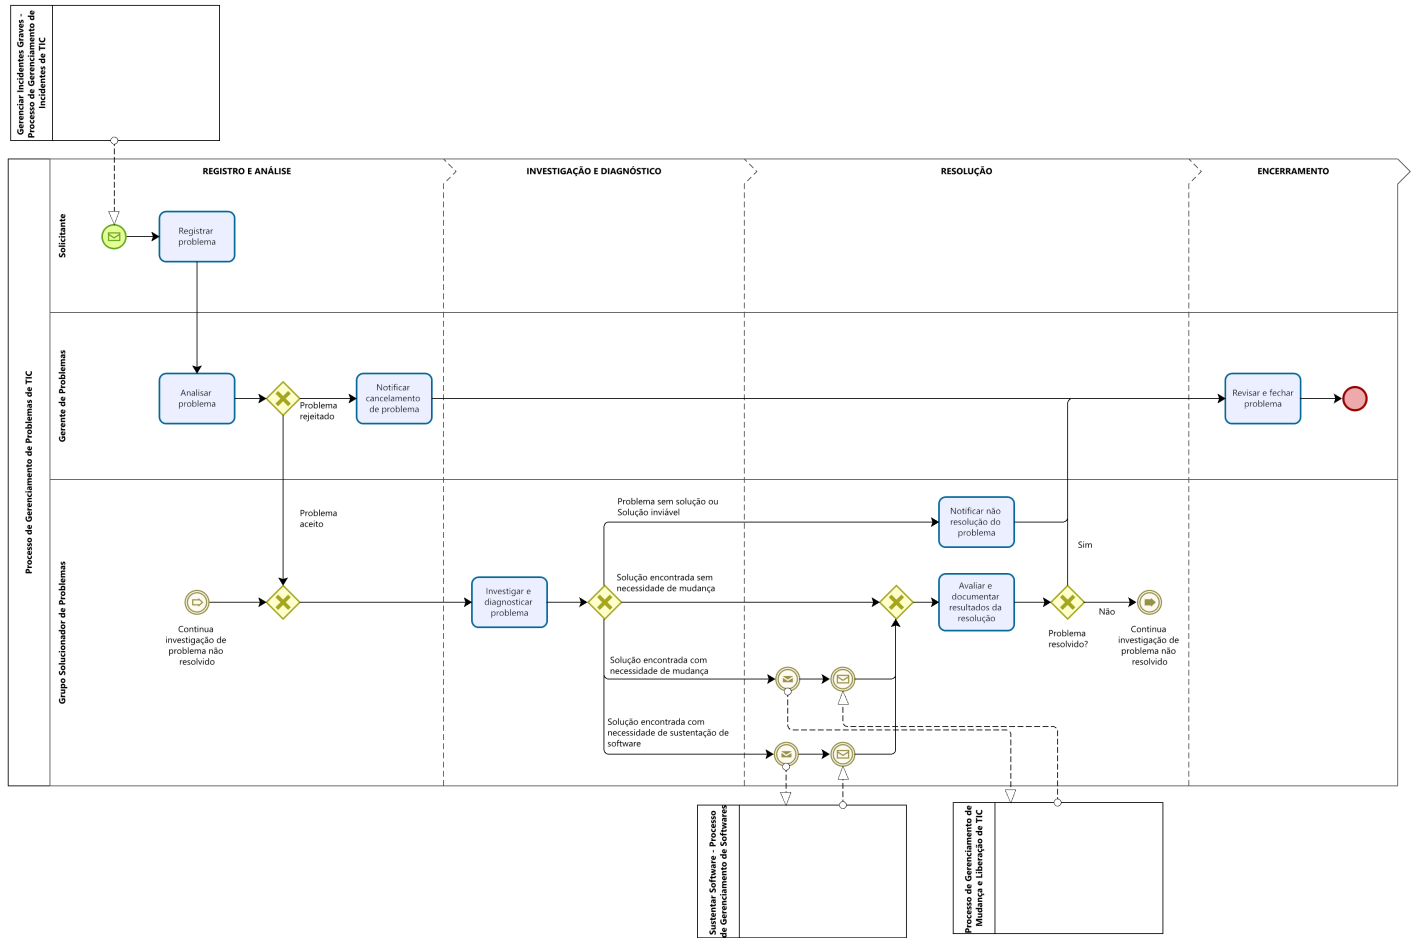 Gerenciar Incidentes Graves -
Processo de Gerenciamento de
Incidentes de TIC
Processo de Gerenciamento de Problemas de TIC
REGISTRO E ANÁLISE
INVESTIGAÇÃO E DIAGNÓSTICO
RESOLUÇÃO
ENCERRAMENTO
Solicitante
Registrar
problema
Gerente de Problemas
Analisar
problema
Problema
rejeitado
Notificar
cancelamento
de problema
Revisar e fechar
problema
Grupo Solucionador de Problemas
Problema
aceito
Continua
investigação de
problema não
resolvido
Investigar e
diagnosticar
problema
Problema sem solução ou
Solução inviável
Solução encontrada sem
necessidade de mudança
Solução encontrada com
necessidade de mudança
Solução encontrada com
necessidade de sustentação de
software
Notificar não
resolução do
problema
Avaliar e
documentar
resultados da
resolução
Sim
Problema
resolvido?
Não
Continua
investigação de
problema não
resolvido
Sustentar Software - Processo
de Gerenciamento de Softwares
Processo de Gerenciamento de
Mudança e Liberação de TIC